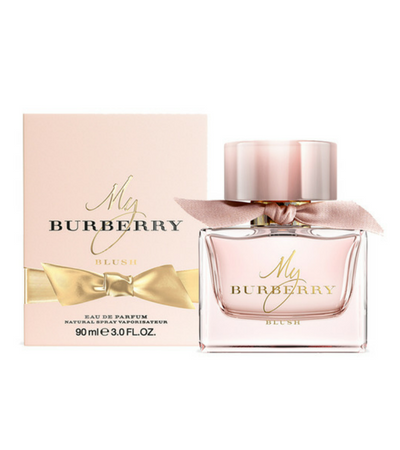 My
BURBERRY
BLUSH
EAU DE PARFUM
NATURAL SPRAY VAPORISATEUR
90 ml ℮ 3.0 FL.OZ.
My
BURBERRY
BLUSH